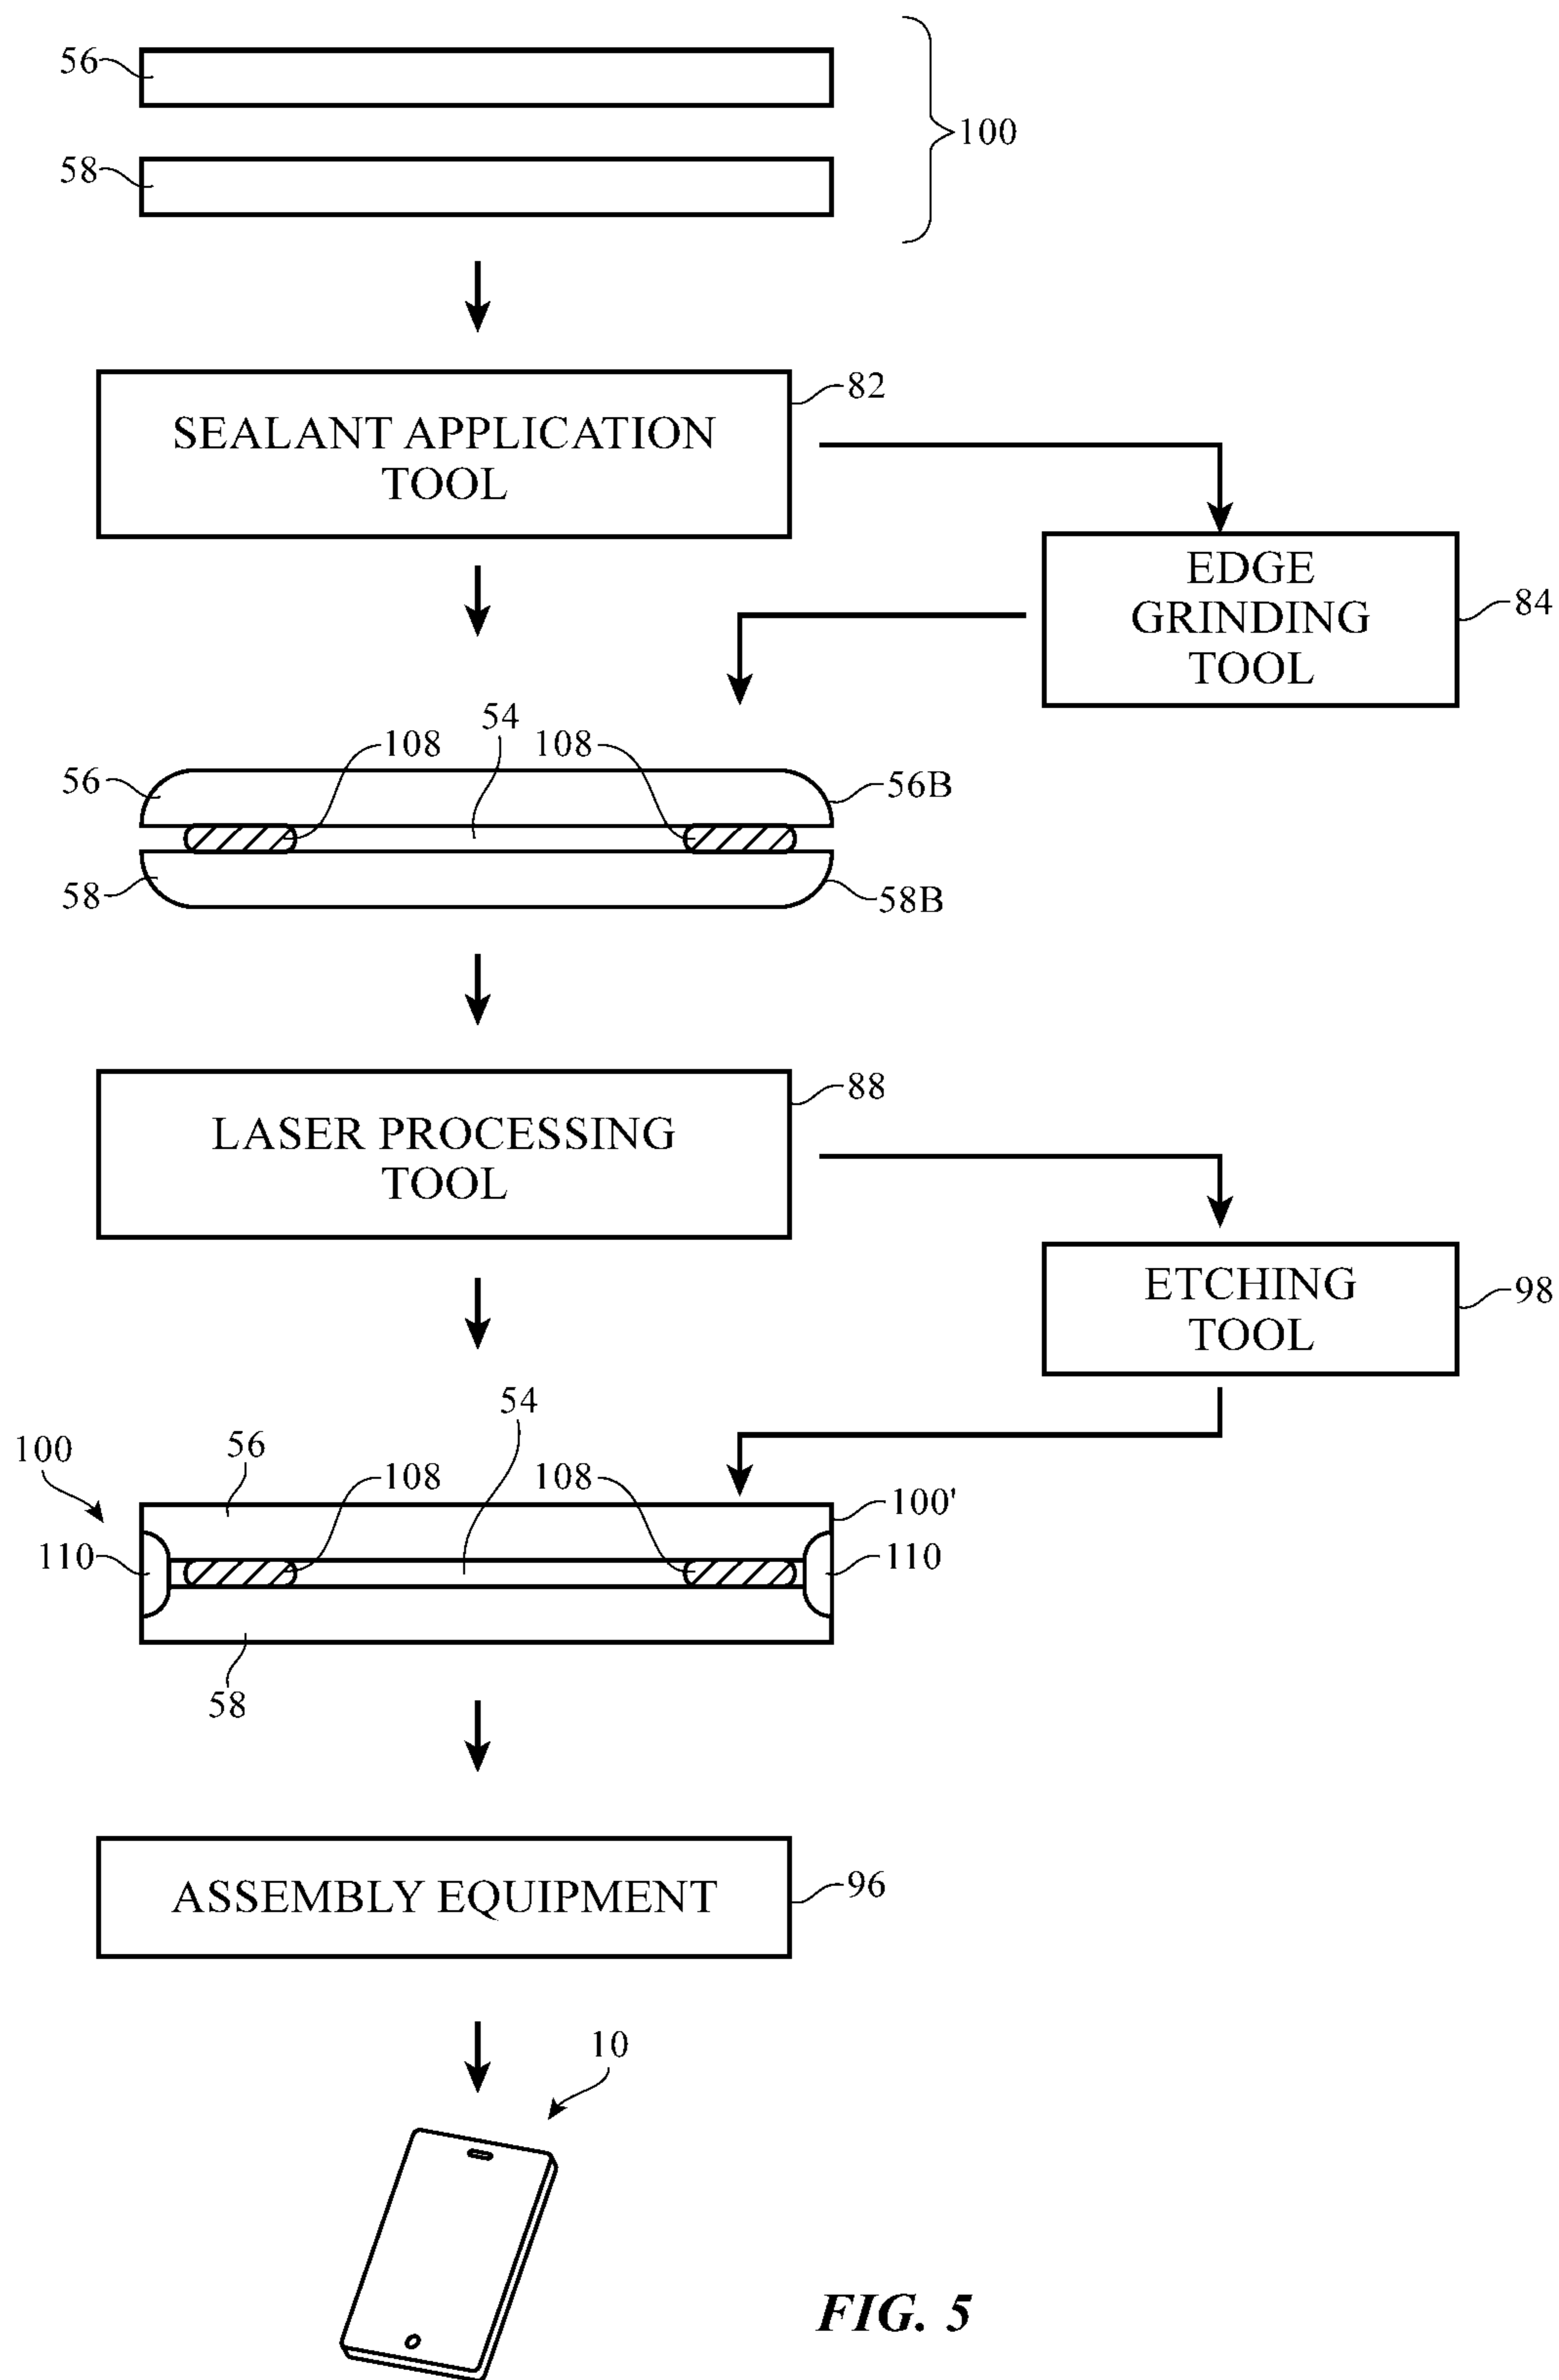 56
100
58
82
SEALANT APPLICATION
TOOL
EDGE
GRINDING
TOOL
84
54
108
108
56
56B
58
58B
88
LASER PROCESSING
TOOL
ETCHING
TOOL
98
54
100
56
108
108
100'
110
110
58
ASSEMBLY EQUIPMENT
96
10
FIG. 5